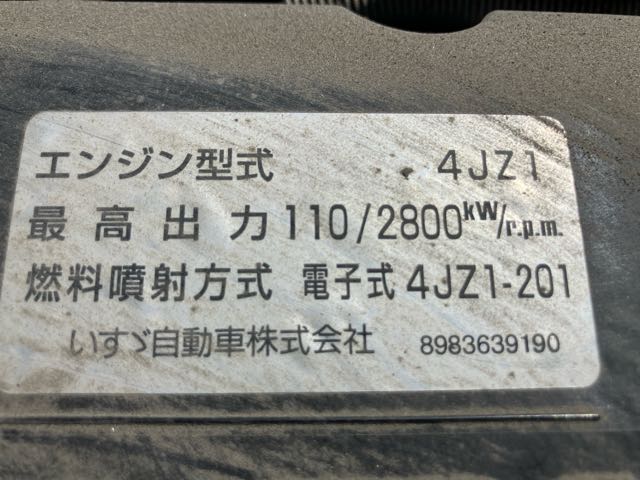 エンジン型式 4JZ1
最高出力 110/2800kW/r.p.m.
燃料噴射方式 電子式 4JZ1-201
いすゞ自動車株式会社 8983639190